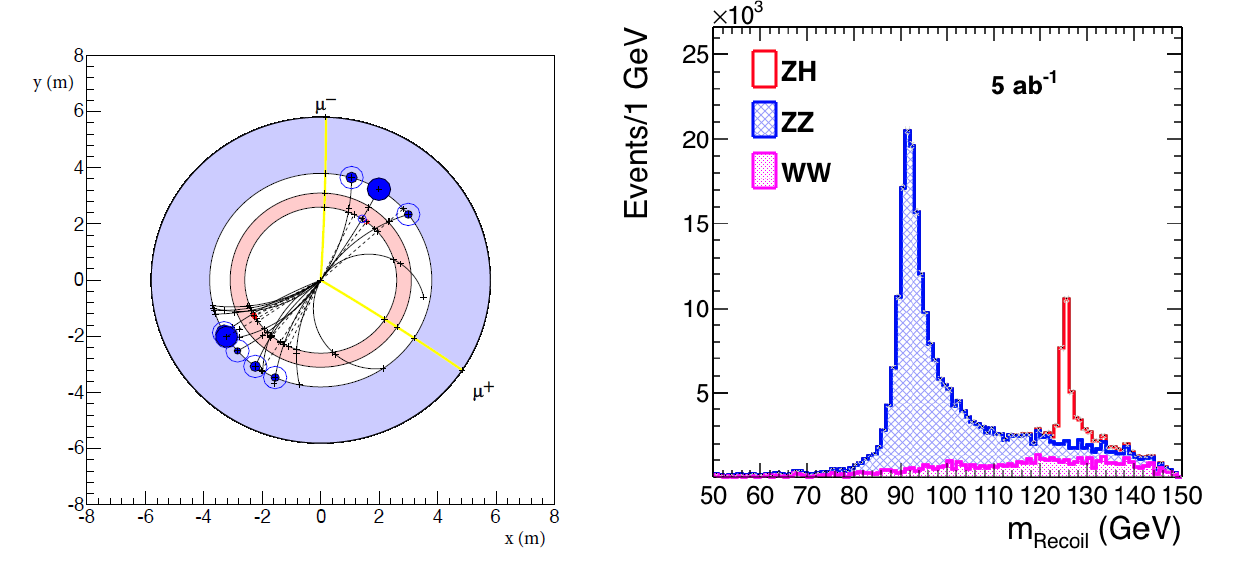 8
y (m)
6
4
2
0
-2
-4
-6
-8
-8 -6 -4 -2 0 2 4 6 8
x (m)
μ−
μ+
×10³
Events/1 GeV
25
20
15
10
5
ZH
ZZ
WW
5 ab⁻¹
50 60 70 80 90 100 110 120 130 140 150
mRecoil (GeV)